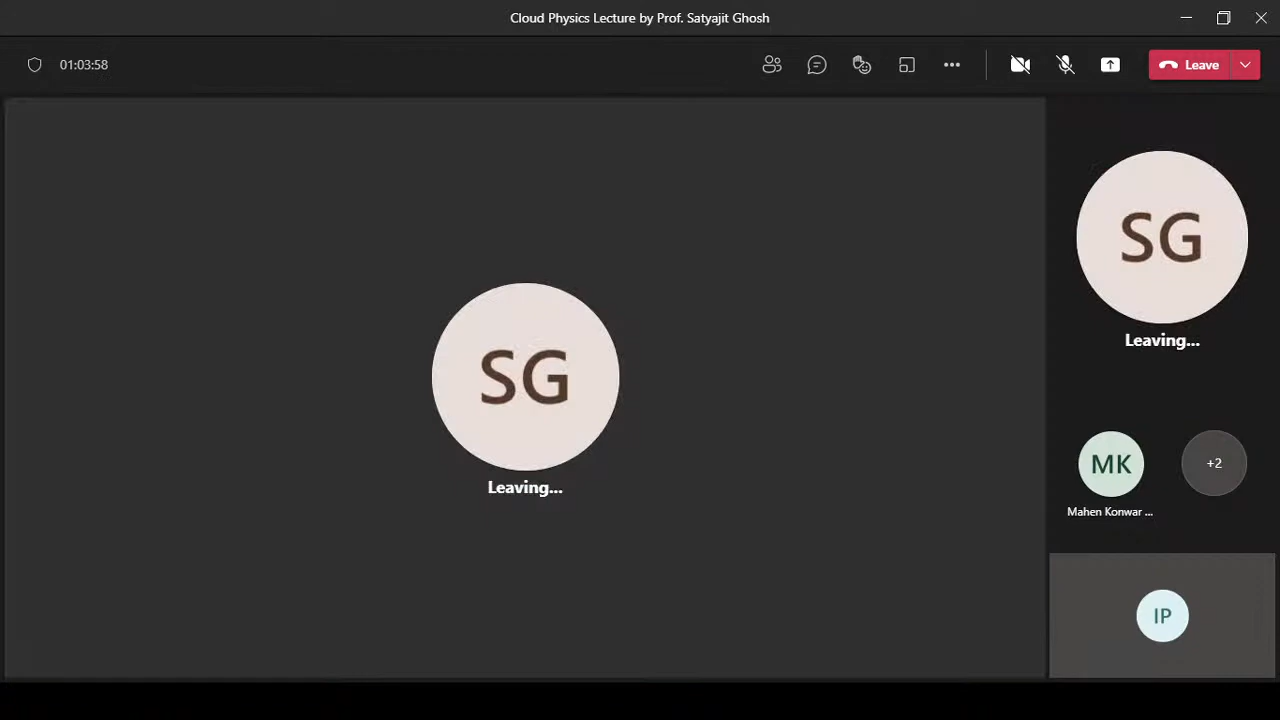 Cloud Physics Lecture by Prof. Satyajit Ghosh
01:03:58
Leave
SG
Leaving...
SG
Leaving...
MK
+2
Mahen Konwar ...
IP